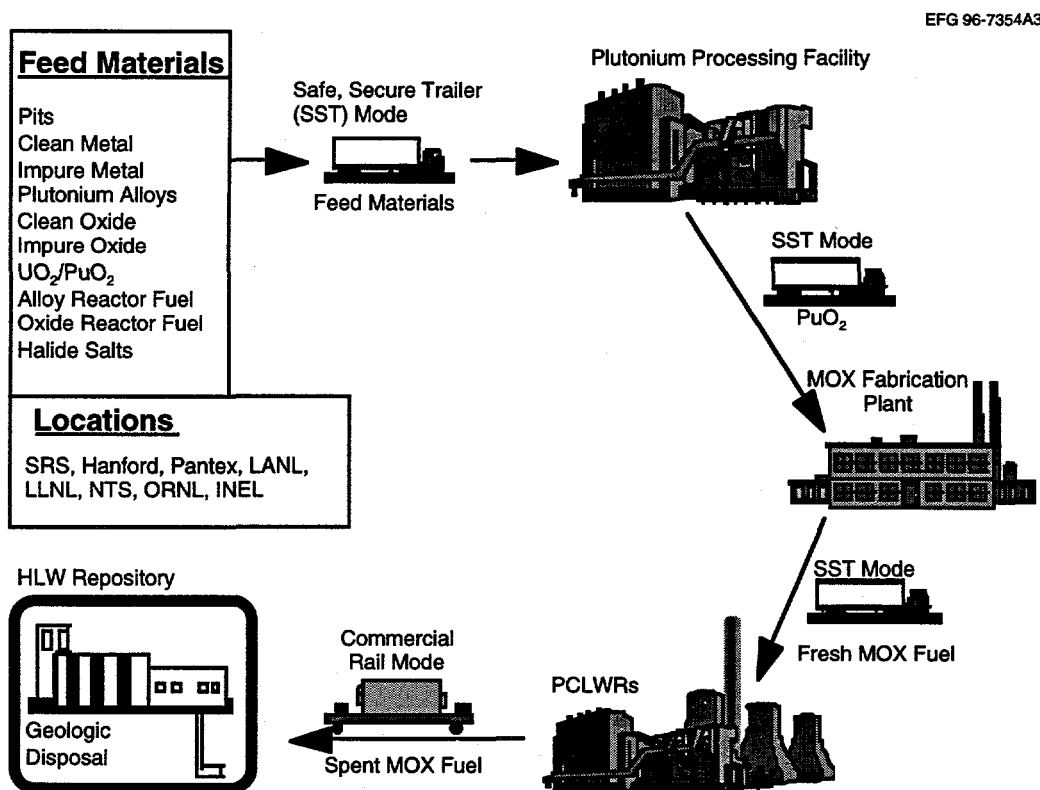 EFG 96-7354A3
Feed Materials
Pits
Clean Metal
Impure Metal
Plutonium Alloys
Clean Oxide
Impure Oxide
UO₂/PuO₂
Alloy Reactor Fuel
Oxide Reactor Fuel
Halide Salts
Locations
SRS, Hanford, Pantex, LANL,
LLNL, NTS, ORNL, INEL
Safe, Secure Trailer
(SST) Mode
Feed Materials
Plutonium Processing Facility
SST Mode
PuO₂
MOX Fabrication
Plant
SST Mode
Fresh MOX Fuel
PCLWRs
Commercial
Rail Mode
Spent MOX Fuel
HLW Repository
Geologic
Disposal